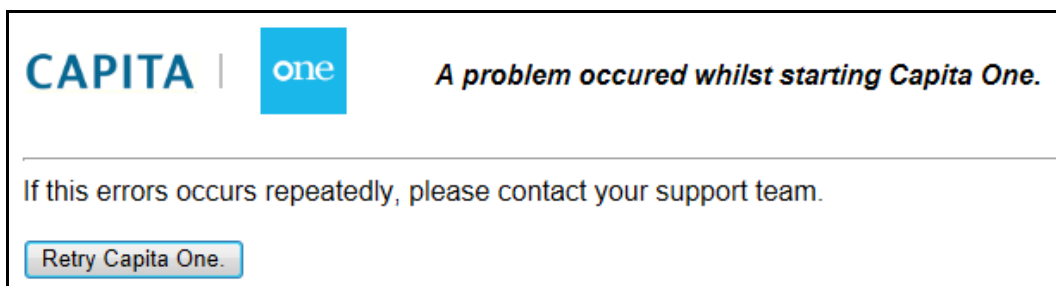 CAPITA | one A problem occured whilst starting Capita One.
If this errors occurs repeatedly, please contact your support team.
Retry Capita One.